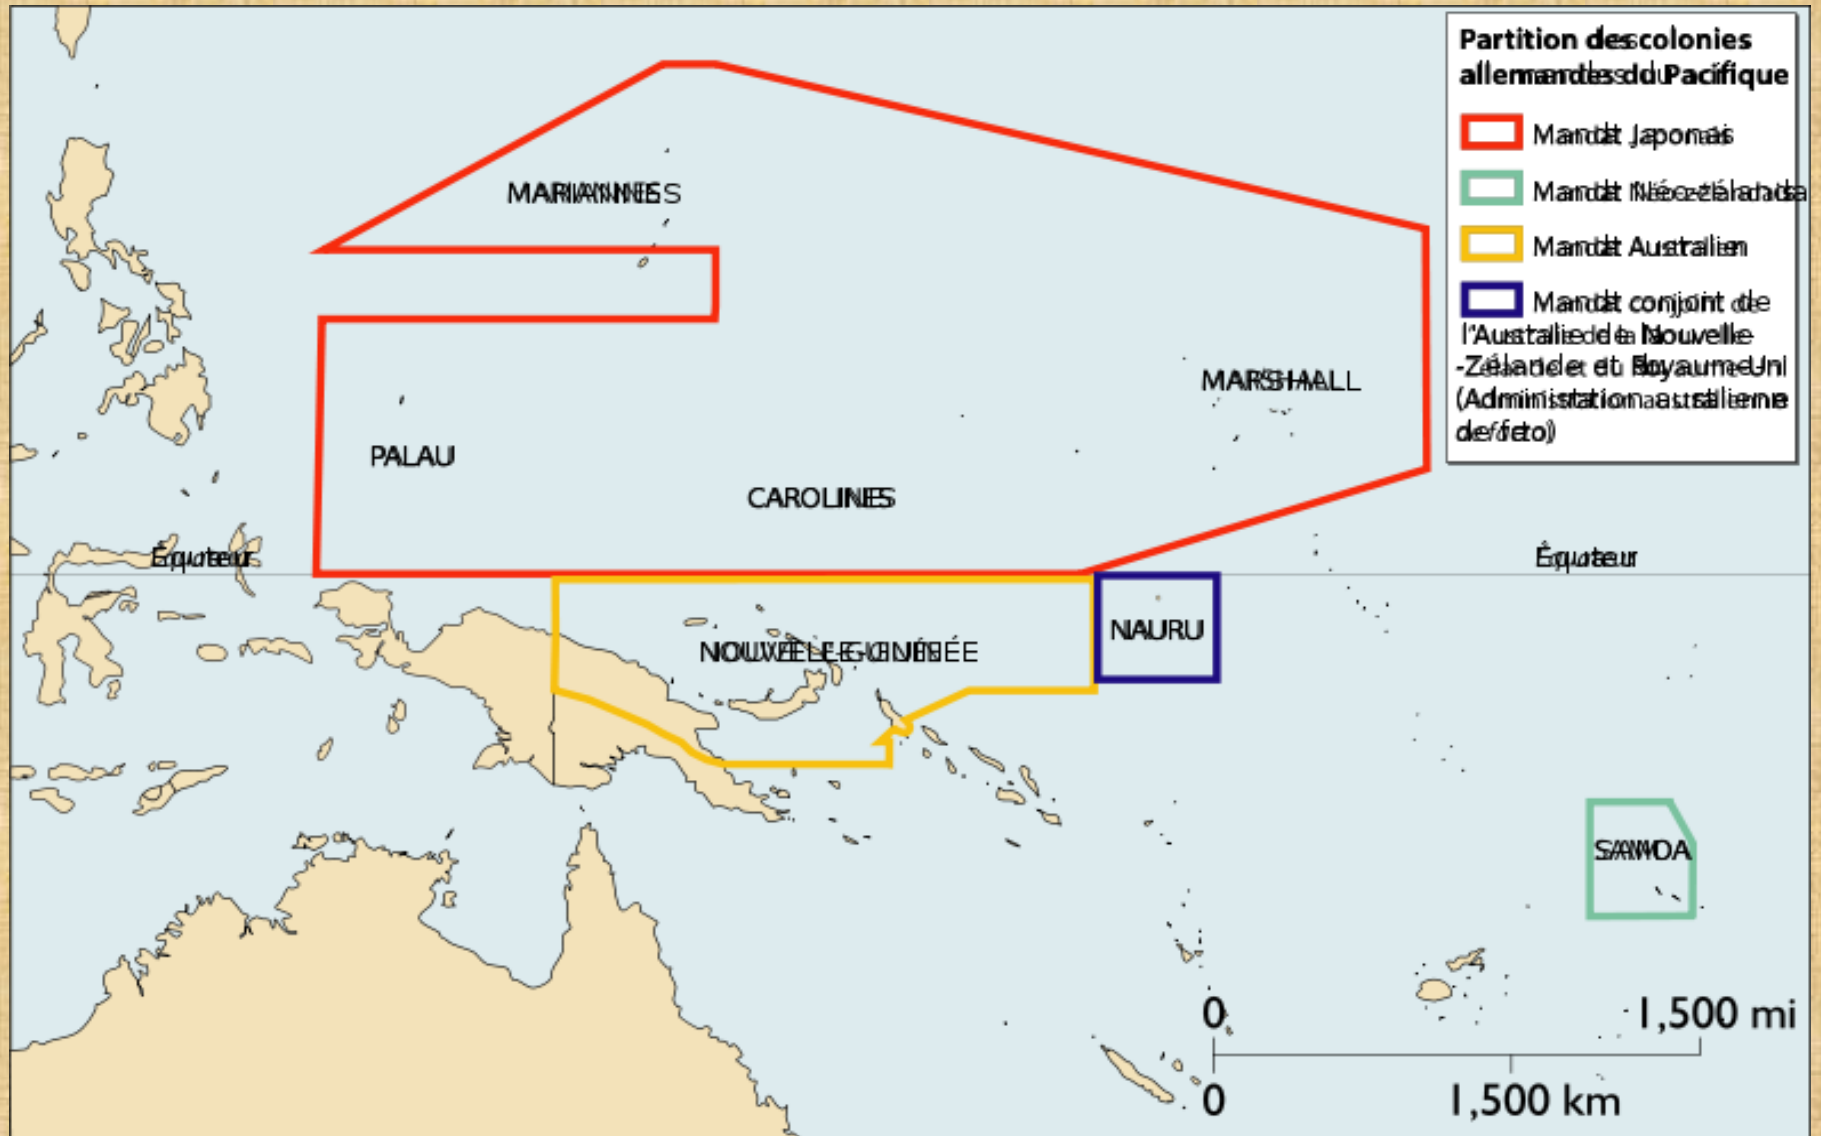 Partition des colonies
allemandes du Pacifique
Mandat Japonais
Mandat Néo-zélanda
Mandat Australien
Mandat conjoint de
l'Australie de la Nouvelle-
-Zélande et du Royaume-Uni
(Administration australienne
de facto)
MARIANNES
MARSHALL
PALAU
CAROLINES
Équateur
Équateur
NAURU
NOUVELLE-GUINÉE
SAMOA
0
1,500 mi
0
1,500 km